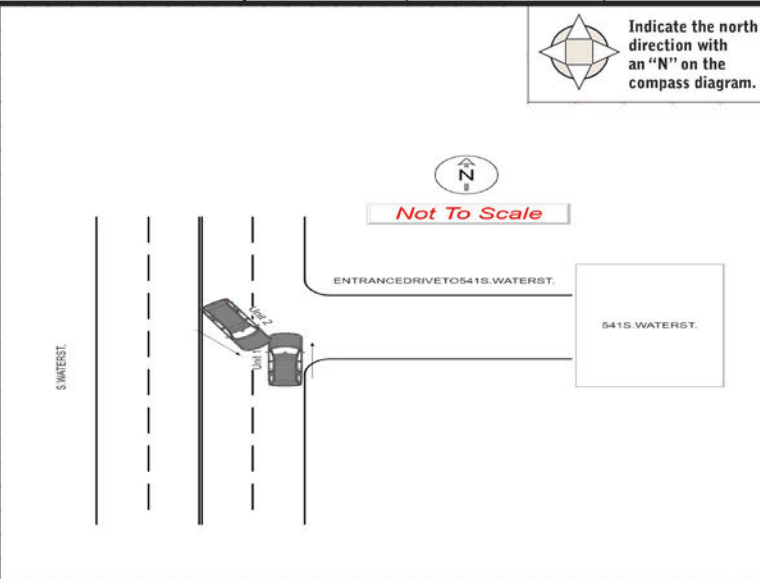 Indicate the north
direction with
an “N” on the
compass diagram.
N
Not To Scale
ENTRANCEDRIVETO541S.WATERST.
541S.WATERST.
S.WATERST.
Unit 2
Unit 1